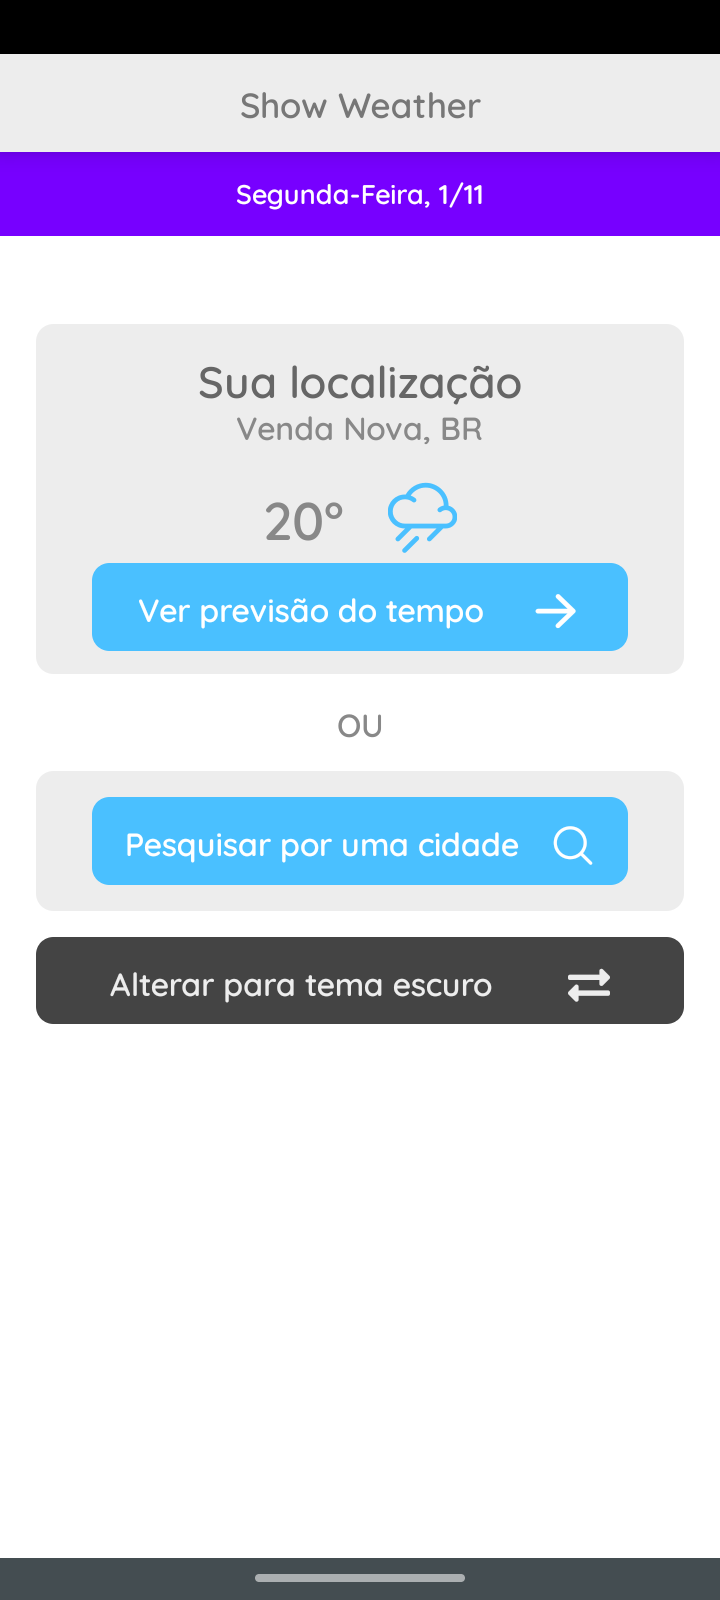 Show Weather
Segunda-Feira, 1/11
Sua localização
Venda Nova, BR
20°
Ver previsão do tempo
OU
Pesquisar por uma cidade
Alterar para tema escuro